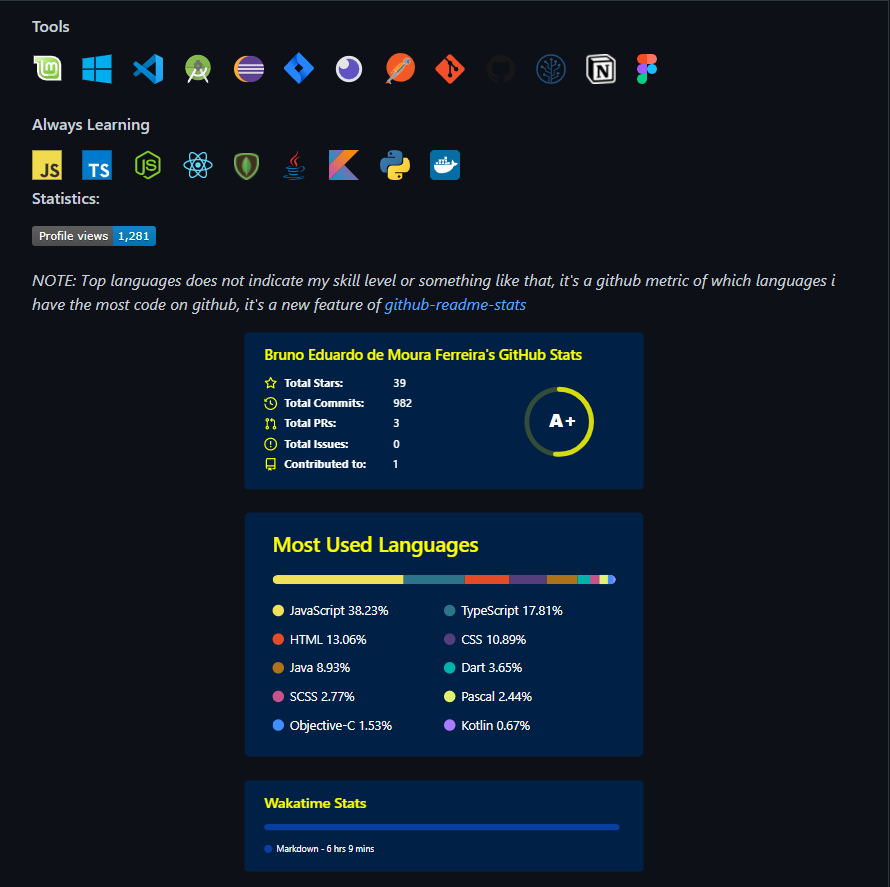 Tools
Always Learning
JS
TS
JS
Statistics:
Profile views 1,281
NOTE: Top languages does not indicate my skill level or something like that, it's a github metric of which languages i
have the most code on github, it's a new feature of github-readme-stats
Bruno Eduardo de Moura Ferreira's GitHub Stats
Total Stars: 39
Total Commits: 982
Total PRs: 3
Total Issues: 0
Contributed to: 1
A+
Most Used Languages
JavaScript 38.23% TypeScript 17.81%
HTML 13.06% CSS 10.89%
Java 8.93% Dart 3.65%
SCSS 2.77% Pascal 2.44%
Objective-C 1.53% Kotlin 0.67%
Wakatime Stats
Markdown - 6 hrs 9 mins